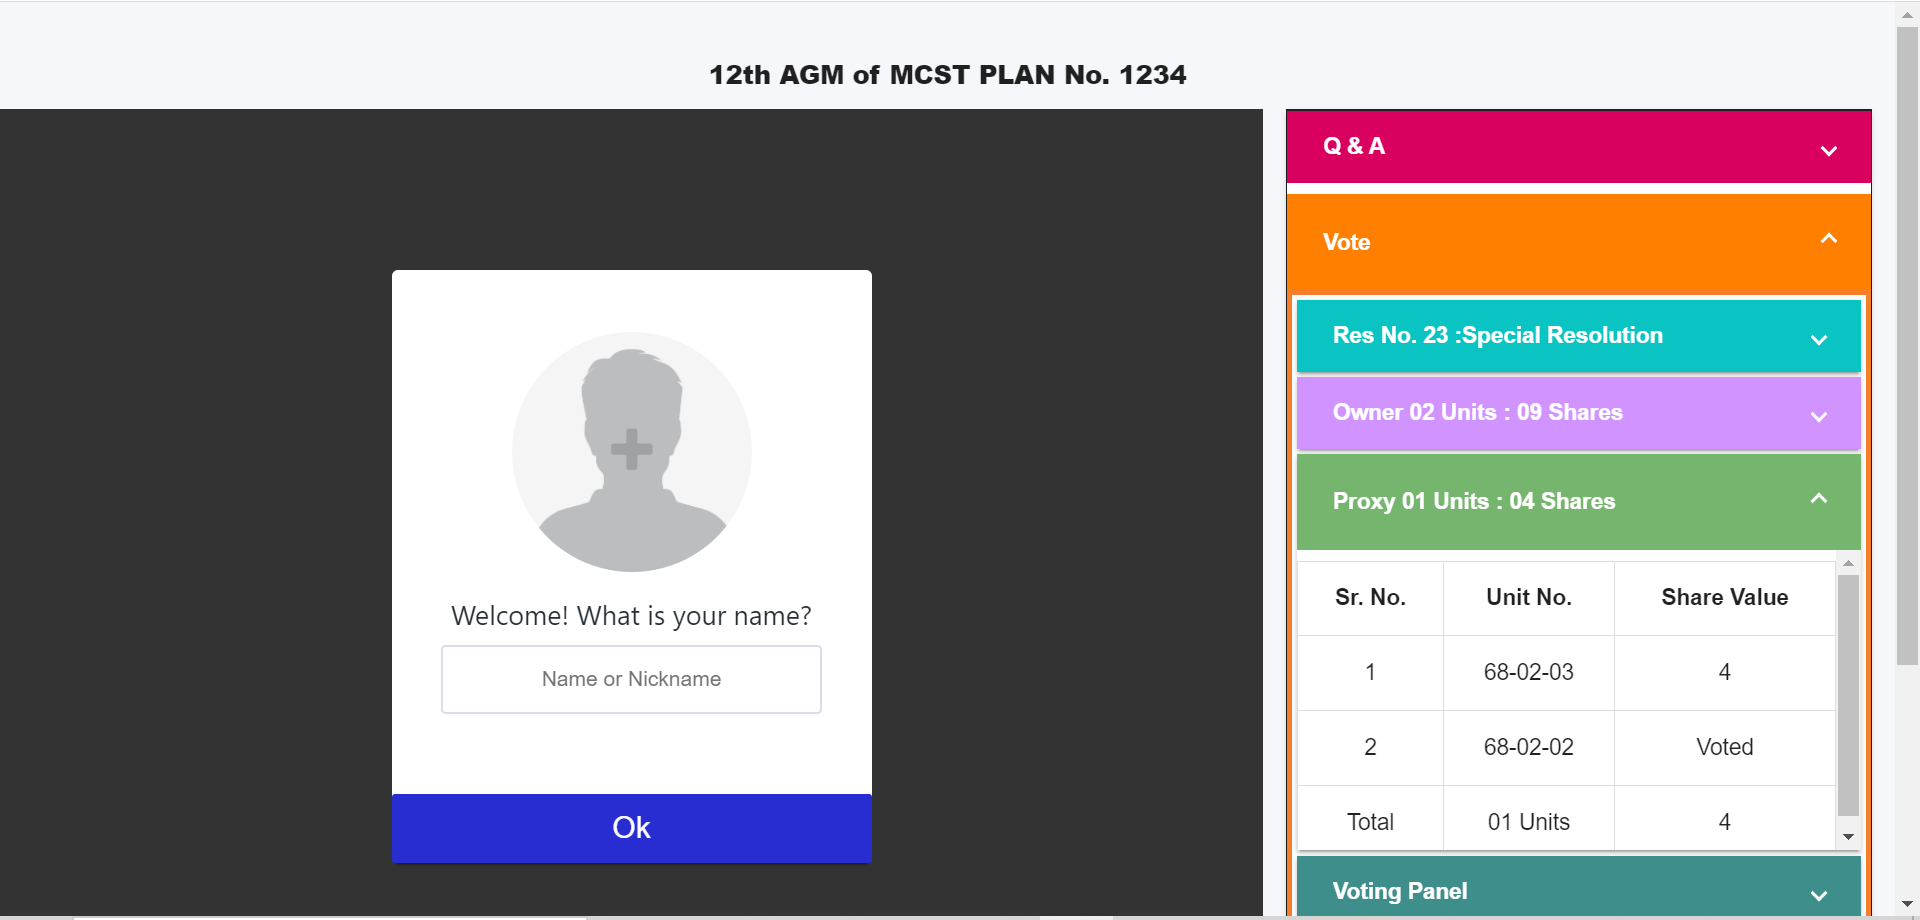 12th AGM of MCST PLAN No. 1234
Welcome! What is your name?
Name or Nickname
Ok
Q & A
Vote
Res No. 23 :Special Resolution
Owner 02 Units : 09 Shares
Proxy 01 Units : 04 Shares
Sr. No. Unit No. Share Value
1 68-02-03 4
2 68-02-02 Voted
Total 01 Units 4
Voting Panel